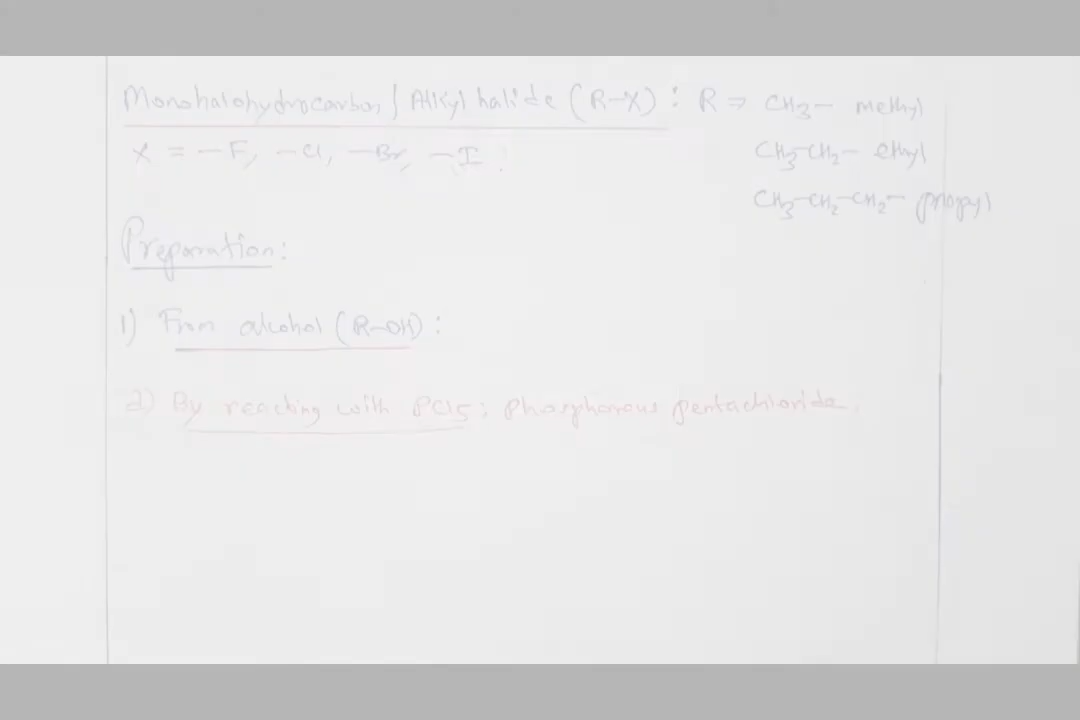 Monohalohydrocarbon / Alkyl halide (R-X) : R ⇒ CH3- methyl
X = -F, -Cl, -Br, -I : CH3-CH2- ethyl
CH3-CH2-CH2- propyl
Preparation:
1) From alcohol (R-OH) :
a) By reacting with PCl5 ; Phosphorous pentachloride.